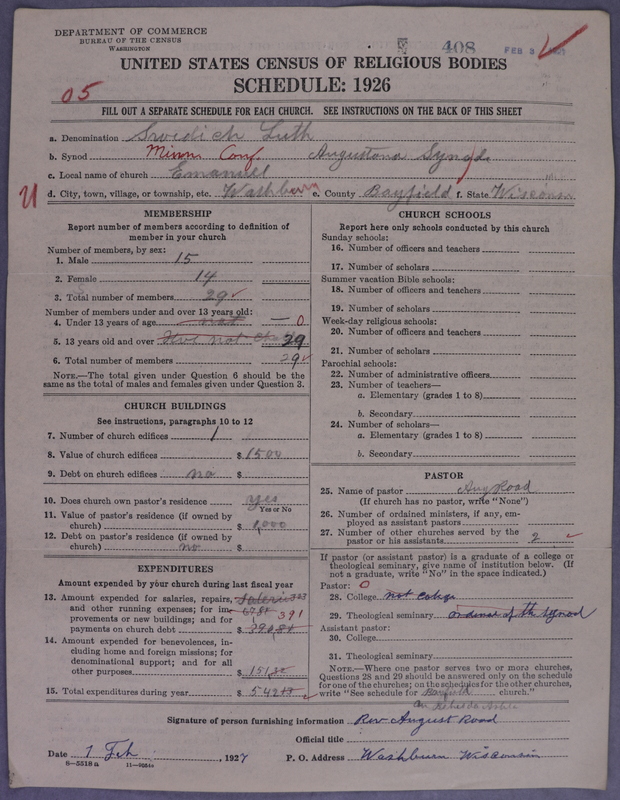 DEPARTMENT OF COMMERCE
BUREAU OF THE CENSUS
WASHINGTON
408
FEB 3
UNITED STATES CENSUS OF RELIGIOUS BODIES
SCHEDULE: 1926
05
FILL OUT A SEPARATE SCHEDULE FOR EACH CHURCH. SEE INSTRUCTIONS ON THE BACK OF THIS SHEET
a. Denomination Swedich Luth
b. Synod Minn Conf. Augustana Synod
c. Local name of church Emanuel
U d. City, town, village, or township, etc. Washburn e. County Bayfield f. State Wisconsin
MEMBERSHIP
Report number of members according to definition of
member in your church
Number of members, by sex:
1. Male 15
2. Female 14
3. Total number of members 29
Number of members under and over 13 years old:
4. Under 13 years of age 0
5. 13 years old and over 29
6. Total number of members 29
NOTE.—The total given under Question 6 should be
same as the total of males and females given under Question 3.
CHURCH BUILDINGS
See instructions, paragraphs 10 to 12
7. Number of church edifices 1
8. Value of church edifices $ 1500
9. Debt on church edifices no $
10. Does church own pastor's residence yes
Yes or No
11. Value of pastor's residence (if owned by
church) $ 1,000
12. Debt on pastor's residence (if owned by
church) no $
EXPENDITURES
Amount expended by your church during last fiscal year
13. Amount expended for salaries, repairs,
and other running expenses; for im-
provements or new buildings; and for 391
payments on church debt $
14. Amount expended for benevolences, in-
cluding home and foreign missions; for
denominational support; and for all
other purposes $
15. Total expenditures during year $
CHURCH SCHOOLS
Report here only schools conducted by this church
Sunday schools:
16. Number of officers and teachers
17. Number of scholars
Summer vacation Bible schools:
18. Number of officers and teachers
19. Number of scholars
Week-day religious schools:
20. Number of officers and teachers
21. Number of scholars
Parochial schools:
22. Number of administrative officers
23. Number of teachers—
a. Elementary (grades 1 to 8)
b. Secondary
24. Number of scholars—
a. Elementary (grades 1 to 8)
b. Secondary
PASTOR
25. Name of pastor Aug Road
(If church has no pastor, write "None")
26. Number of ordained ministers, if any, em-
ployed as assistant pastors
27. Number of other churches served by the
pastor or his assistants 2
If pastor (or assistant pastor) is a graduate of a college or
theological seminary, give name of institution below. (If
not a graduate, write "No" in the space indicated.)
Pastor: 0
28. College not college
29. Theological seminary ordined of the synod
Assistant pastor:
30. College
31. Theological seminary
NOTE.—Where one pastor serves two or more churches,
Questions 28 and 29 should be answered only on the schedule
for one of the churches; on the schedules for the other churches,
write "See schedule for Bayfield church."
Signature of person furnishing information Rev August Road
Official title
Date 1 Feb, 1927 P. O. Address Washburn Wisconsin